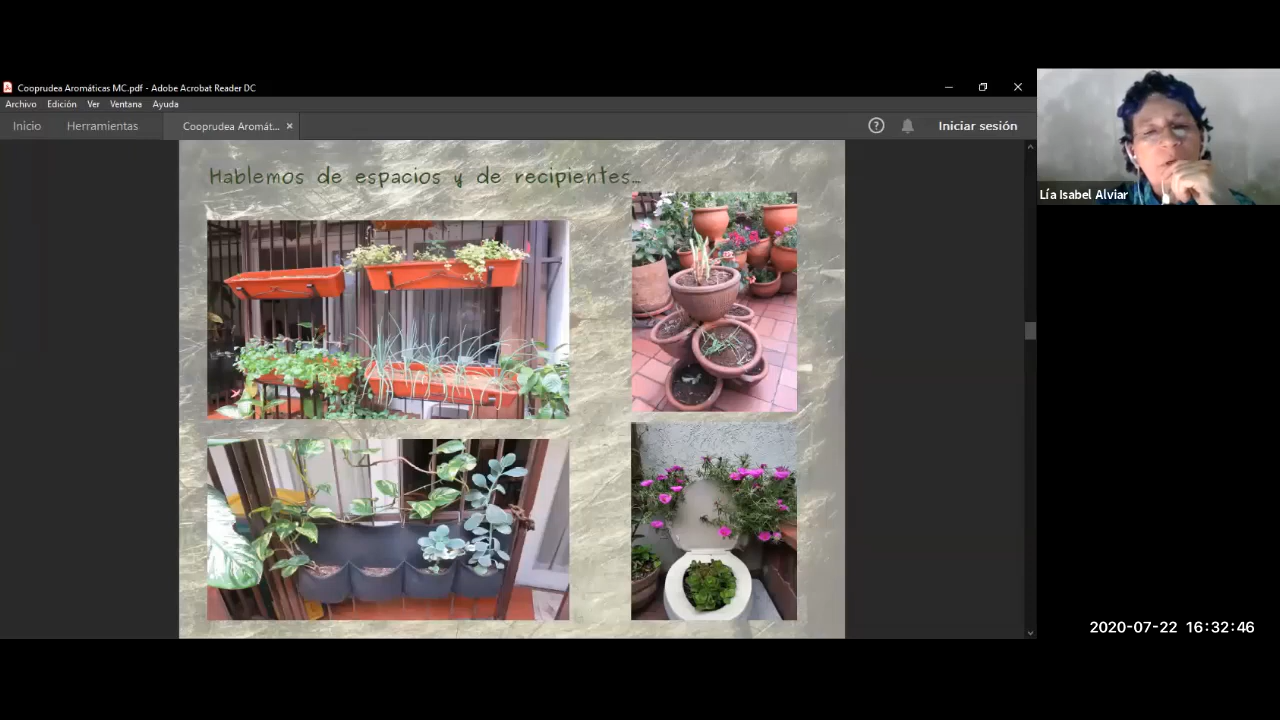 Cooprudea Aromáticas MC.pdf - Adobe Acrobat Reader DC
Archivo Edición Ver Ventana Ayuda
Inicio Herramientas Cooprudea Aromát... Iniciar sesión
Hablemos de espacios y de recipientes...
Lía Isabel Alviar
2020-07-22 16:32:46